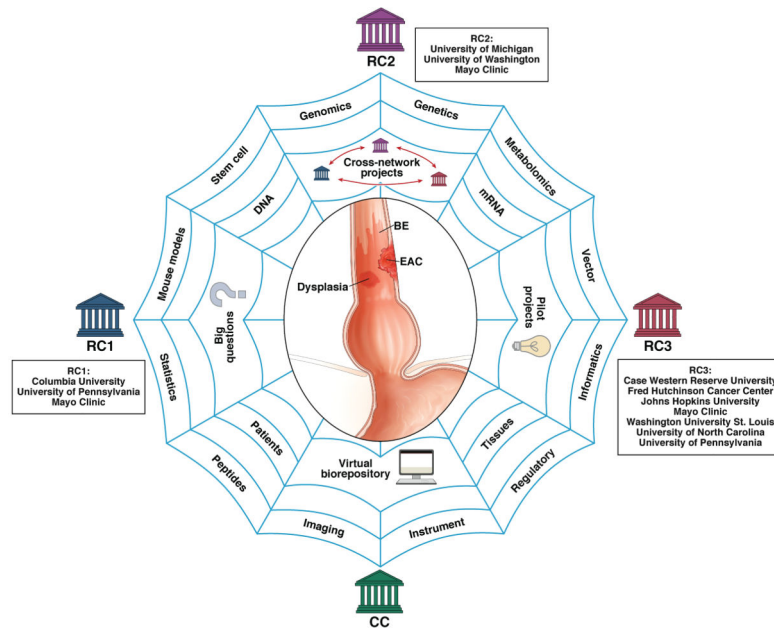 RC2
RC2:
University of Michigan
University of Washington
Mayo Clinic
Genomics
Genetics
Stem cell
Metabolomics
Cross-network
projects
DNA
mRNA
BE
EAC
Dysplasia
Mouse models
Vector
Big
questions
Pilot
projects
RC1
RC1:
Columbia University
University of Pennsylvania
Mayo Clinic
RC3
RC3:
Case Western Reserve University
Fred Hutchinson Cancer Center
Johns Hopkins University
Mayo Clinic
Washington University St. Louis
University of North Carolina
University of Pennsylvania
Statistics
Informatics
Patients
Tissues
Virtual
biorepository
Peptides
Regulatory
Imaging
Instrument
CC